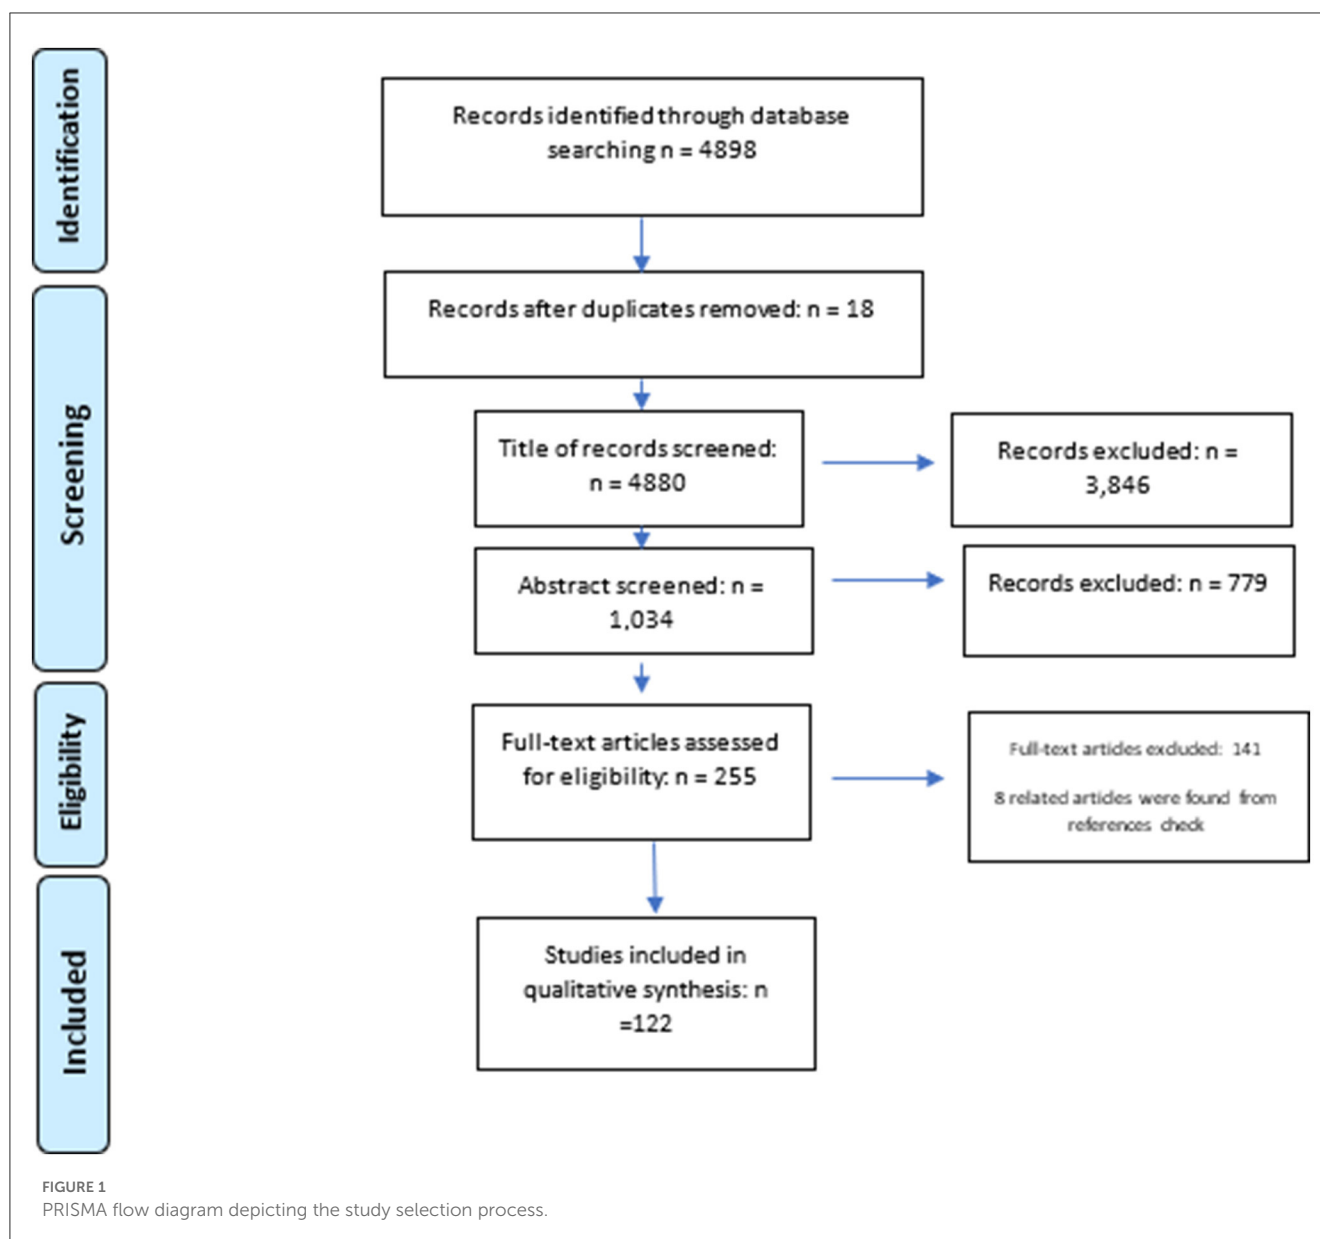 Identification
Records identified through database
searching n = 4898
Screening
Records after duplicates removed: n = 18
Title of records screened:
n = 4880
Records excluded: n =
3,846
Abstract screened: n =
1,034
Records excluded: n = 779
Eligibility
Full-text articles assessed
for eligibility: n = 255
Full-text articles excluded: 141
8 related articles were found from
references check
Included
Studies included in
qualitative synthesis: n
=122
FIGURE 1
PRISMA flow diagram depicting the study selection process.